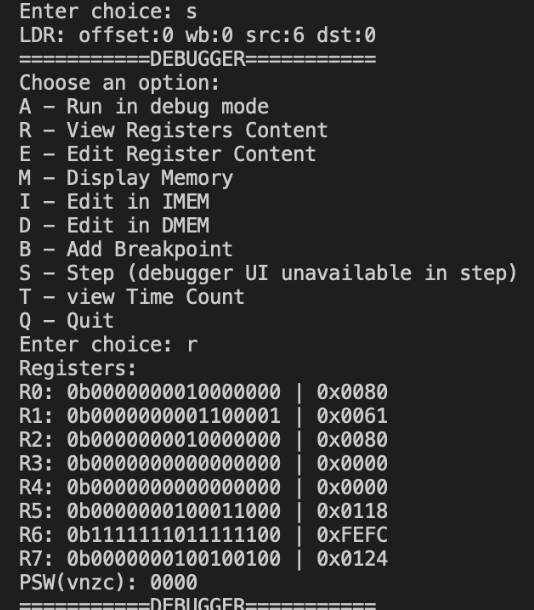 Enter choice: s
LDR: offset:0 wb:0 src:6 dst:0
===========DEBUGGER===========
Choose an option:
A – Run in debug mode
R – View Registers Content
E – Edit Register Content
M – Display Memory
I – Edit in IMEM
D – Edit in DMEM
B – Add Breakpoint
S – Step (debugger UI unavailable in step)
T – view Time Count
Q – Quit
Enter choice: r
Registers:
R0: 0b0000000010000000 | 0x0080
R1: 0b0000000001100001 | 0x0061
R2: 0b0000000010000000 | 0x0080
R3: 0b0000000000000000 | 0x0000
R4: 0b0000000000000000 | 0x0000
R5: 0b0000000100011000 | 0x0118
R6: 0b1111111011111100 | 0xFEFC
R7: 0b0000000100100100 | 0x0124
PSW(vnzc): 0000
===========DEBUGGER===========